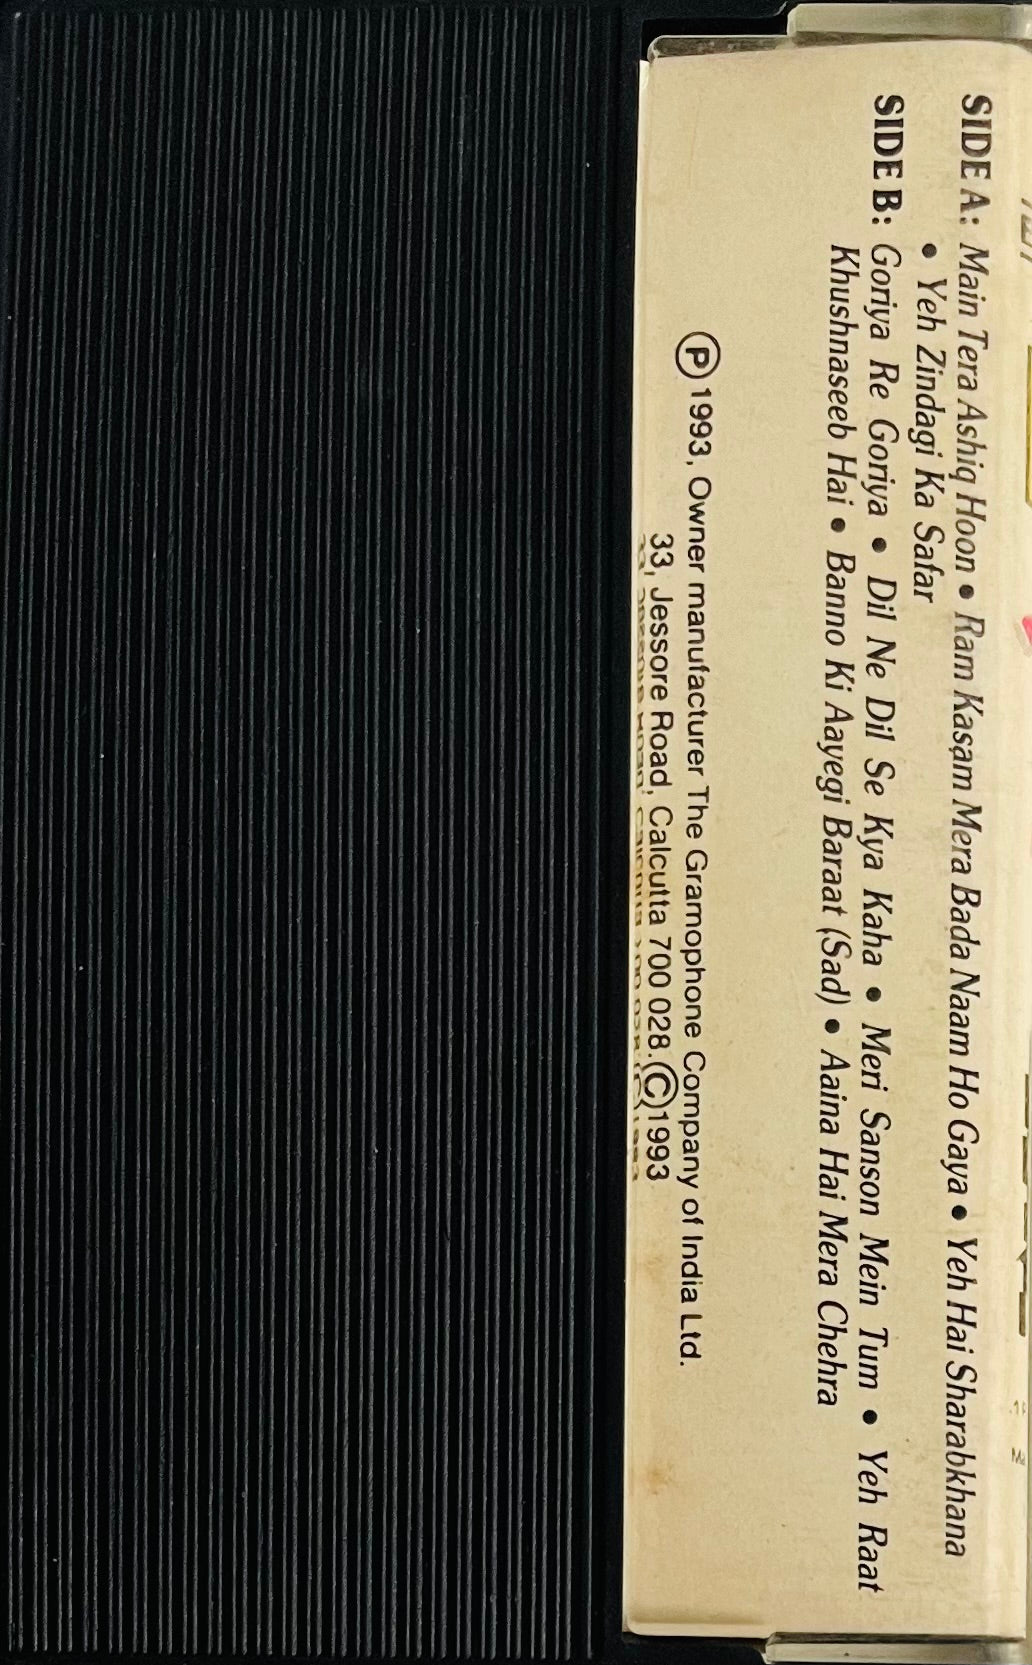 SIDE A: Main Tera Ashiq Hoon • Ram Kasam Mera Bada Naam Ho Gaya • Yeh Hai Sharabkhana
• Yeh Zindagi Ka Safar
SIDE B: Goriya Re Goriya • Dil Ne Dil Se Kya Kaha • Meri Sanson Mein Tum • Yeh Raat
Khushnaseeb Hai • Banno Ki Aayegi Baraat (Sad) • Aaina Hai Mera Chehra
Ⓟ 1993, Owner manufacturer The Gramophone Company of India Ltd.
33, Jessore Road, Calcutta 700 028. © 1993